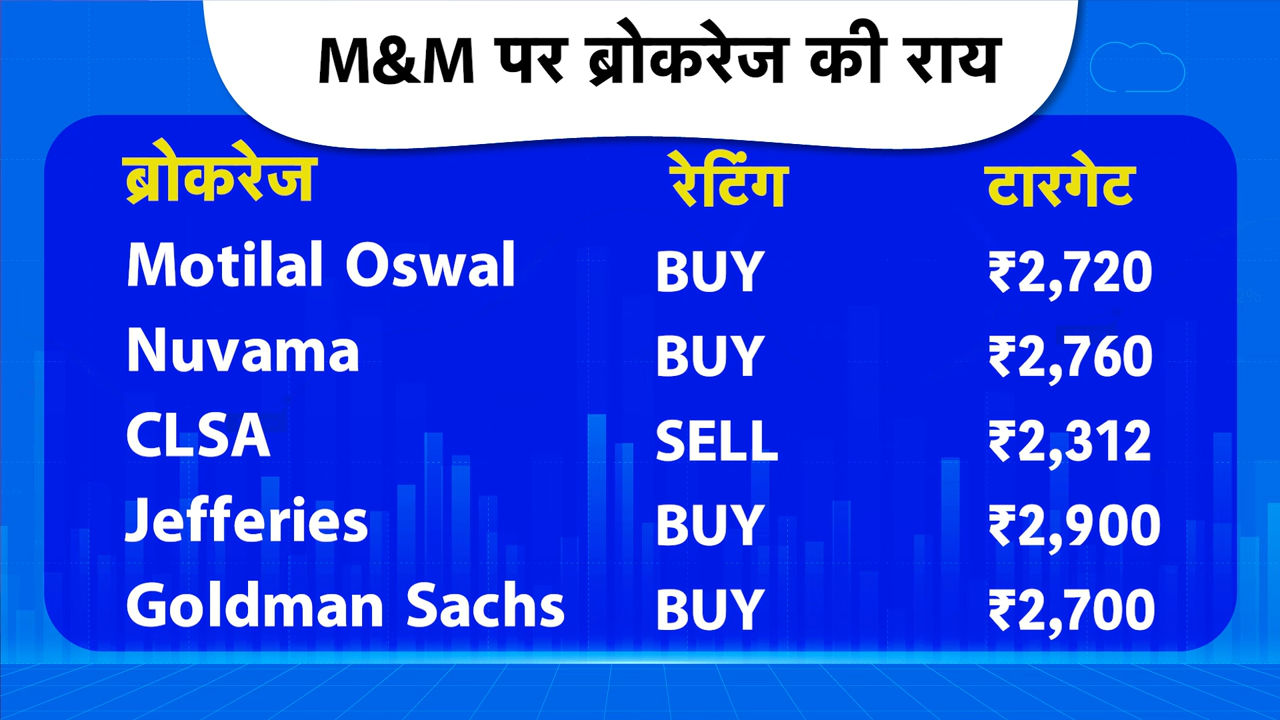 M&M पर ब्रोकरेज की राय
ब्रोकरेज रेटिंग टारगेट
Motilal Oswal BUY ₹2,720
Nuvama BUY ₹2,760
CLSA SELL ₹2,312
Jefferies BUY ₹2,900
Goldman Sachs BUY ₹2,700